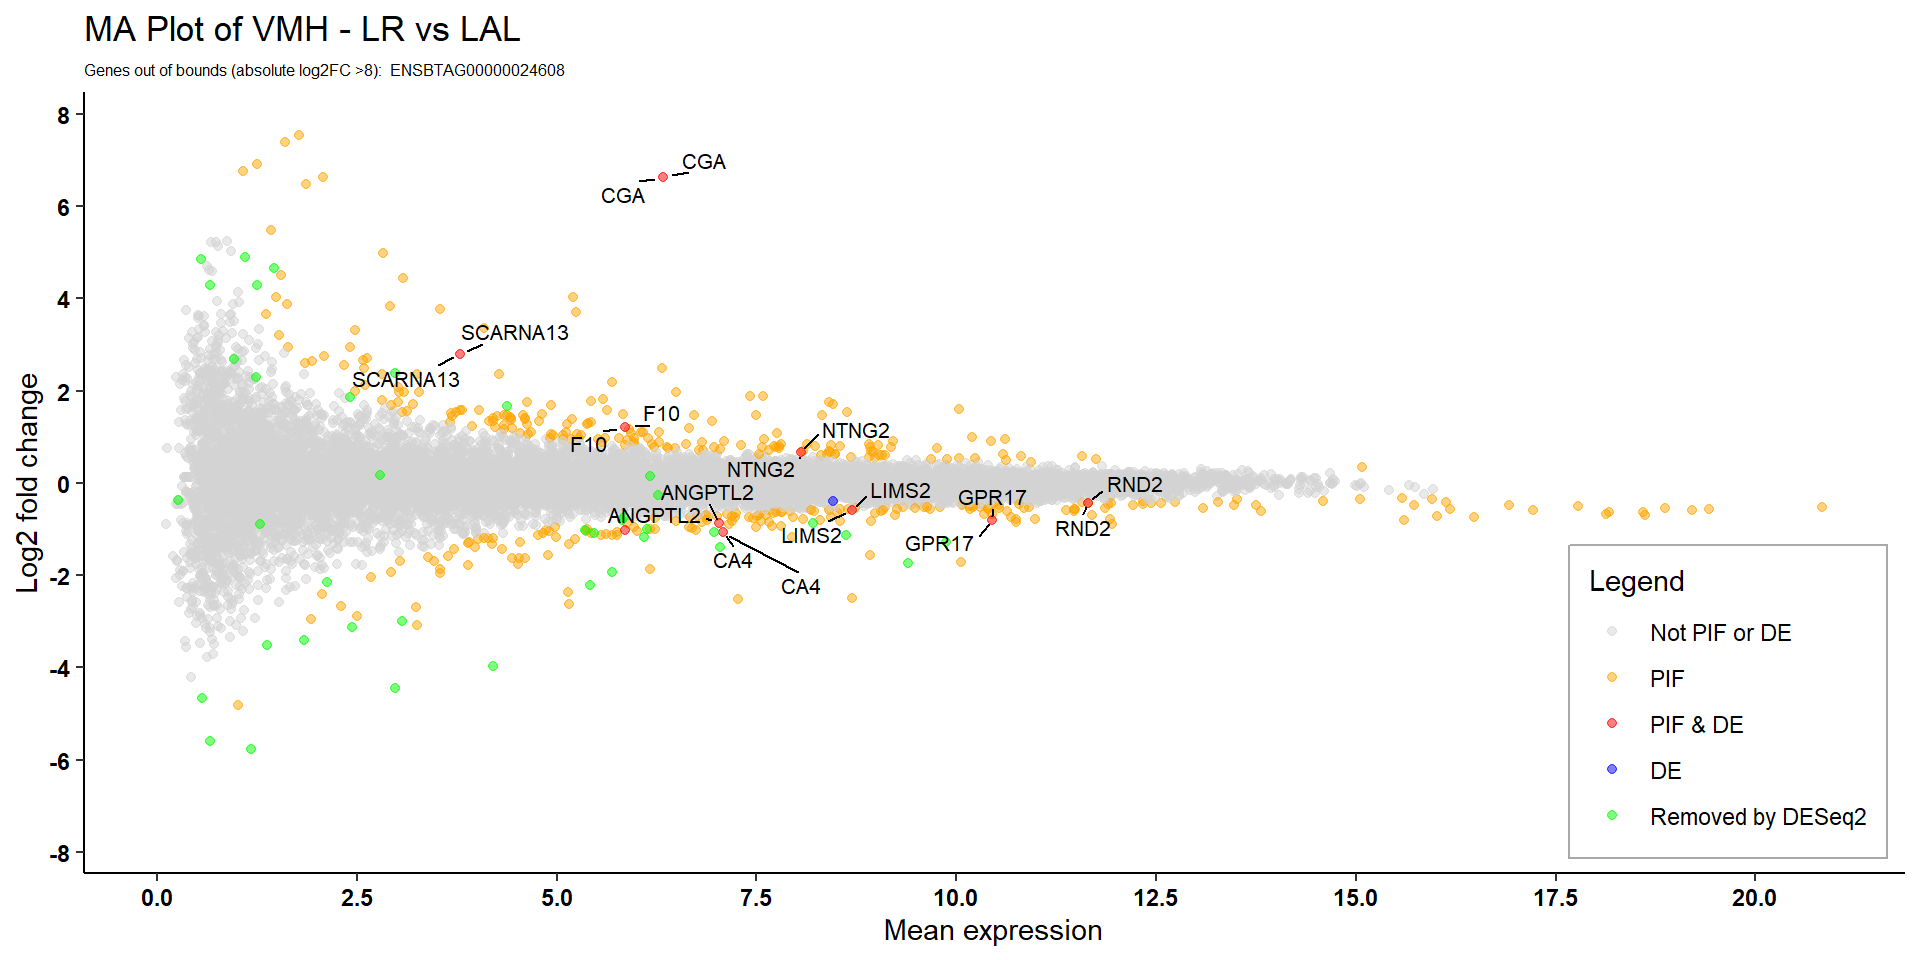 MA Plot of VMH - LR vs LAL
Genes out of bounds (absolute log2FC >8):  ENSBTAG00000024608
Log2 fold change
8
6
4
2
0
-2
-4
-6
-8
CGA
CGA
SCARNA13
SCARNA13
F10
F10
NTNG2
NTNG2
ANGPTL2
ANGPTL2
LIMS2
LIMS2
GPR17
GPR17
RND2
RND2
CA4
CA4
Legend
Not PIF or DE
PIF
PIF & DE
DE
Removed by DESeq2
0.0
2.5
5.0
7.5
10.0
12.5
15.0
17.5
20.0
Mean expression